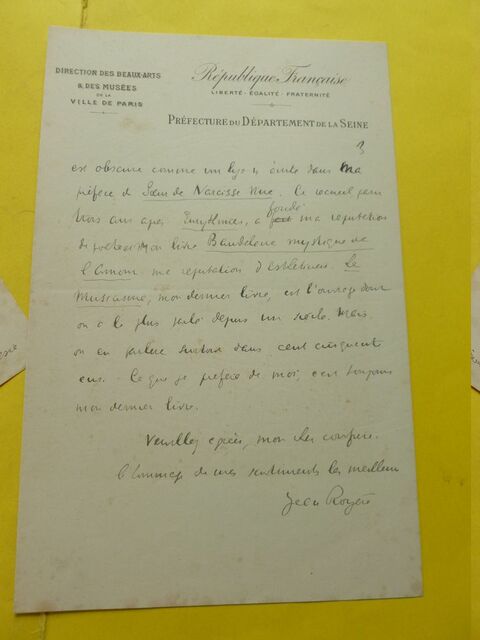 DIRECTION DES BEAUX-ARTS
& DES MUSÉES
DE LA
VILLE DE PARIS
République Française
LIBERTÉ - ÉGALITÉ - FRATERNITÉ
PRÉFECTURE DU DÉPARTEMENT DE LA SEINE
3
est obscure comme un lys", écrite dans ma
préface de Sœur de Narcisse nue. Ce recueil paru
trois ans après Eurythmies, a fondé ma réputation
de poète mon livre Baudelaire mystique de
l'Amour ma réputation d'esthéticien. Le
Musicisme, mon dernier livre, est l'ouvrage dont
on a le plus parlé depuis un siècle. Mais
on en parlera surtout dans cent cinquante
ans. - Ce que je préfère de moi, c'est toujours
mon dernier livre.
Veuillez agréer, mon cher confrère.
l'hommage de mes sentiments les meilleurs
Jean Royère